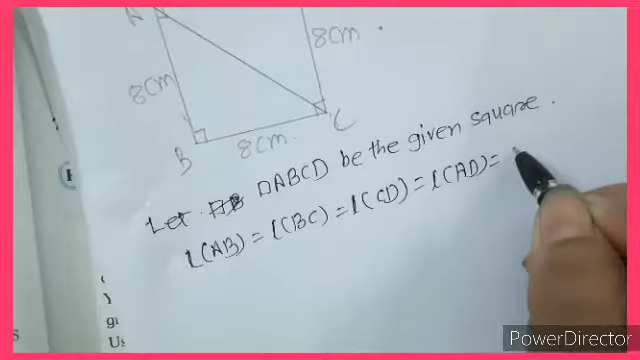 A
8cm
8cm
B
8cm
C
Let □ABCD be the given square.
l(AB) = l(BC) = l(CD) = l(AD) =
PowerDirector